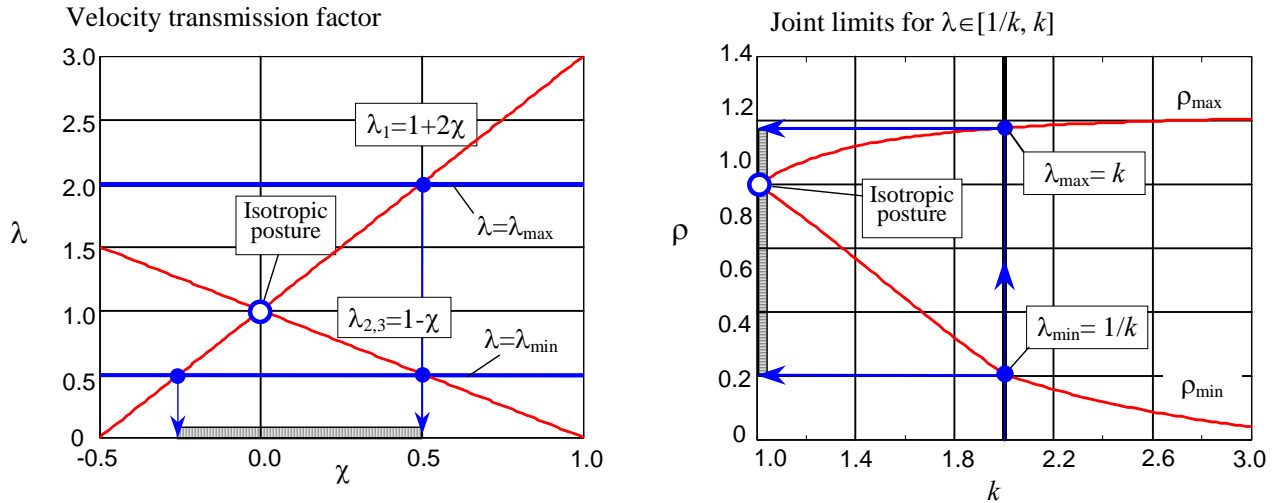 Velocity transmission factor
3.0
2.5
2.0
1.5
1.0
0.5
0
λ
λ₁=1+2χ
Isotropic
posture
λ=λmax
λ2,3=1-χ
λ=λmin
-0.5
0.0
0.5
1.0
χ
Joint limits for λ∈[1/k, k]
1.4
1.2
1.0
0.8
0.6
0.4
0.2
0
ρ
ρmax
λmax= k
Isotropic
posture
λmin= 1/k
ρmin
1.0
1.4
1.8
2.2
2.6
3.0
k